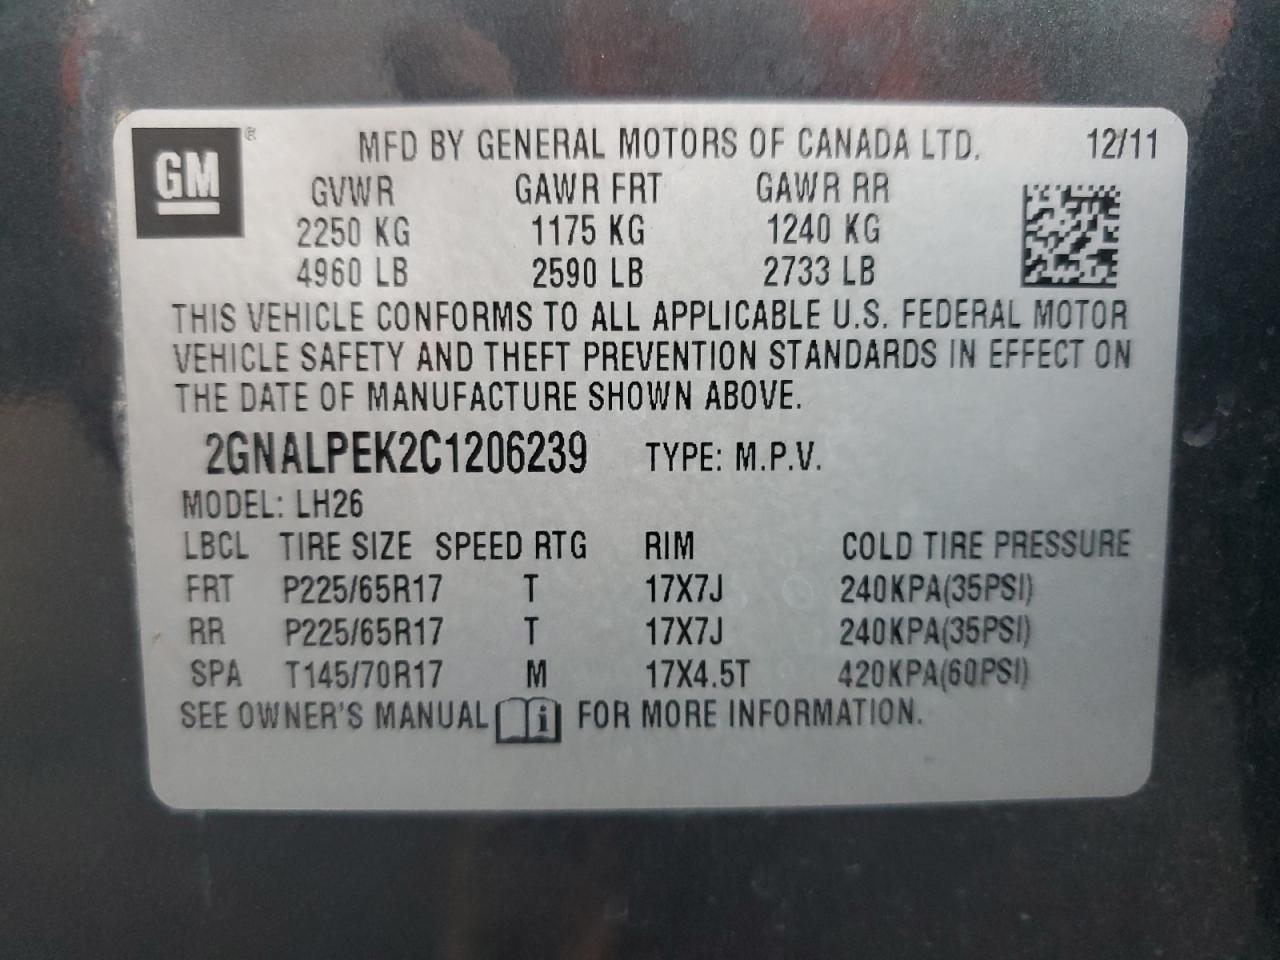 GM ® MFD BY GENERAL MOTORS OF CANADA LTD. 12/11
GVWR GAWR FRT GAWR RR
2250 KG 1175 KG 1240 KG
4960 LB 2590 LB 2733 LB
THIS VEHICLE CONFORMS TO ALL APPLICABLE U.S. FEDERAL MOTOR
VEHICLE SAFETY AND THEFT PREVENTION STANDARDS IN EFFECT ON
THE DATE OF MANUFACTURE SHOWN ABOVE.
2GNALPEK2C1206239 TYPE: M.P.V.
MODEL: LH26
LBCL TIRE SIZE SPEED RTG RIM COLD TIRE PRESSURE
FRT P225/65R17 T 17X7J 240KPA(35PSI)
RR P225/65R17 T 17X7J 240KPA(35PSI)
SPA T145/70R17 M 17X4.5T 420KPA(60PSI)
SEE OWNER'S MANUAL i FOR MORE INFORMATION.